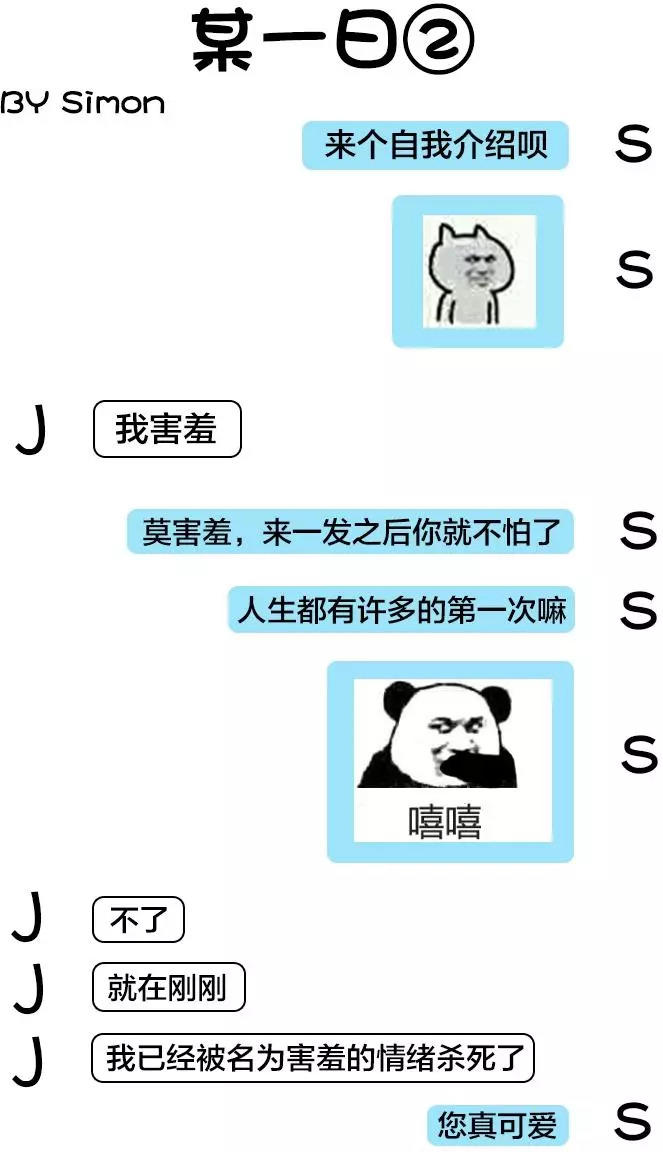 某一日②
BY Simon
来个自我介绍呗 S
S
J 我害羞
莫害羞，来一发之后你就不怕了 S
人生都有许多的第一次嘛 S
S
嘻嘻
J 不了
J 就在刚刚
J 我已经被名为害羞的情绪杀死了
您真可爱 S